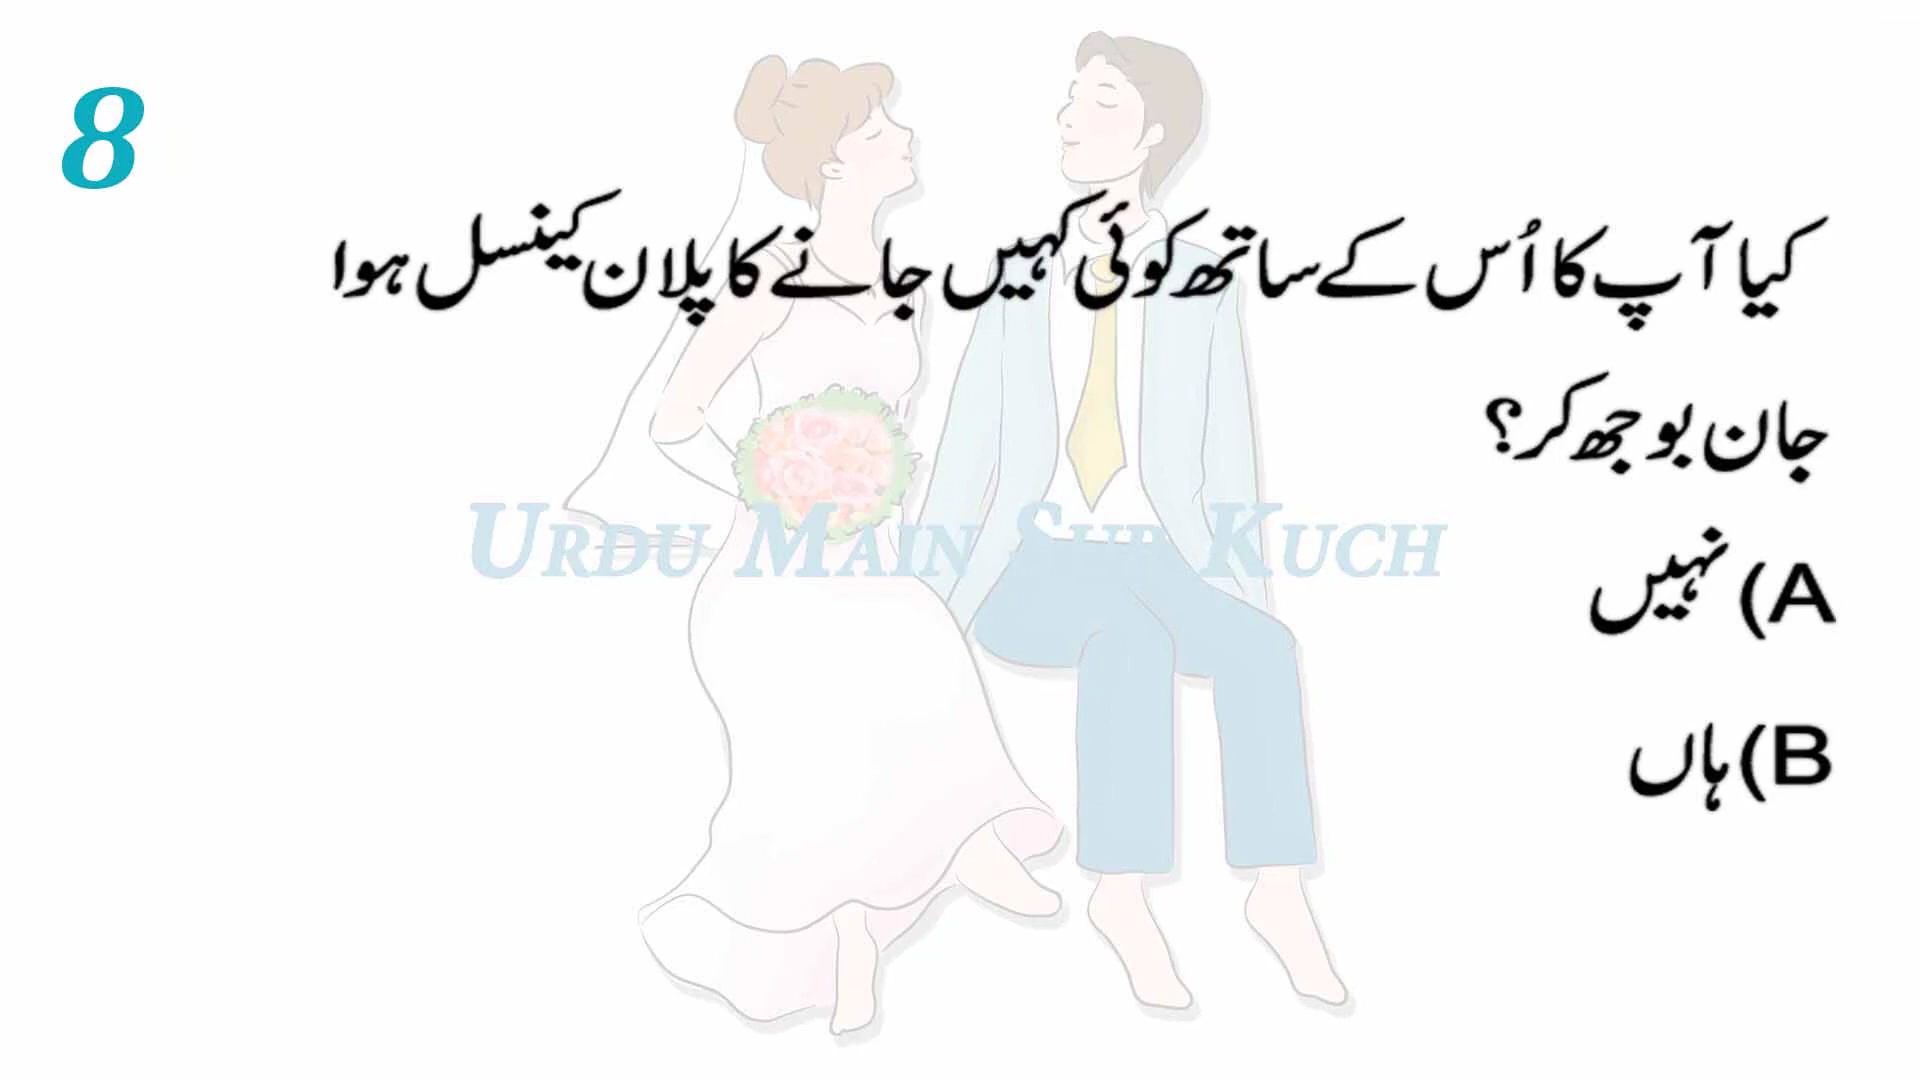 8
کیا آپ کا اُس کے ساتھ کوئی کہیں جانے کا پلان کینسل ہوا
جان بوجھ کر؟
URDU MAIN SUB KUCH
A) نہیں
B) ہاں